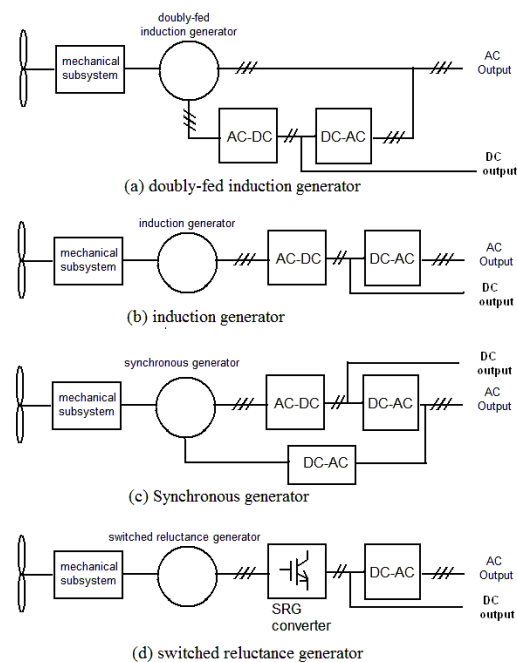 doubly-fed
induction generator
mechanical
subsystem
AC
Output
AC-DC
DC-AC
DC
output
(a) doubly-fed induction generator
induction generator
mechanical
subsystem
AC-DC
DC-AC
AC
Output
DC
output
(b) induction generator
DC
output
synchronous generator
mechanical
subsystem
AC-DC
DC-AC
AC
Output
DC-AC
(c) Synchronous generator
switched reluctance generator
mechanical
subsystem
DC-AC
AC
Output
SRG
converter
DC
output
(d) switched reluctance generator